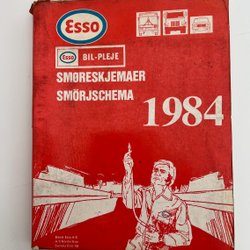 Esso
Esso BIL-PLEJE
SMØRESKJEMAER
SMÖRJSCHEMA
1984